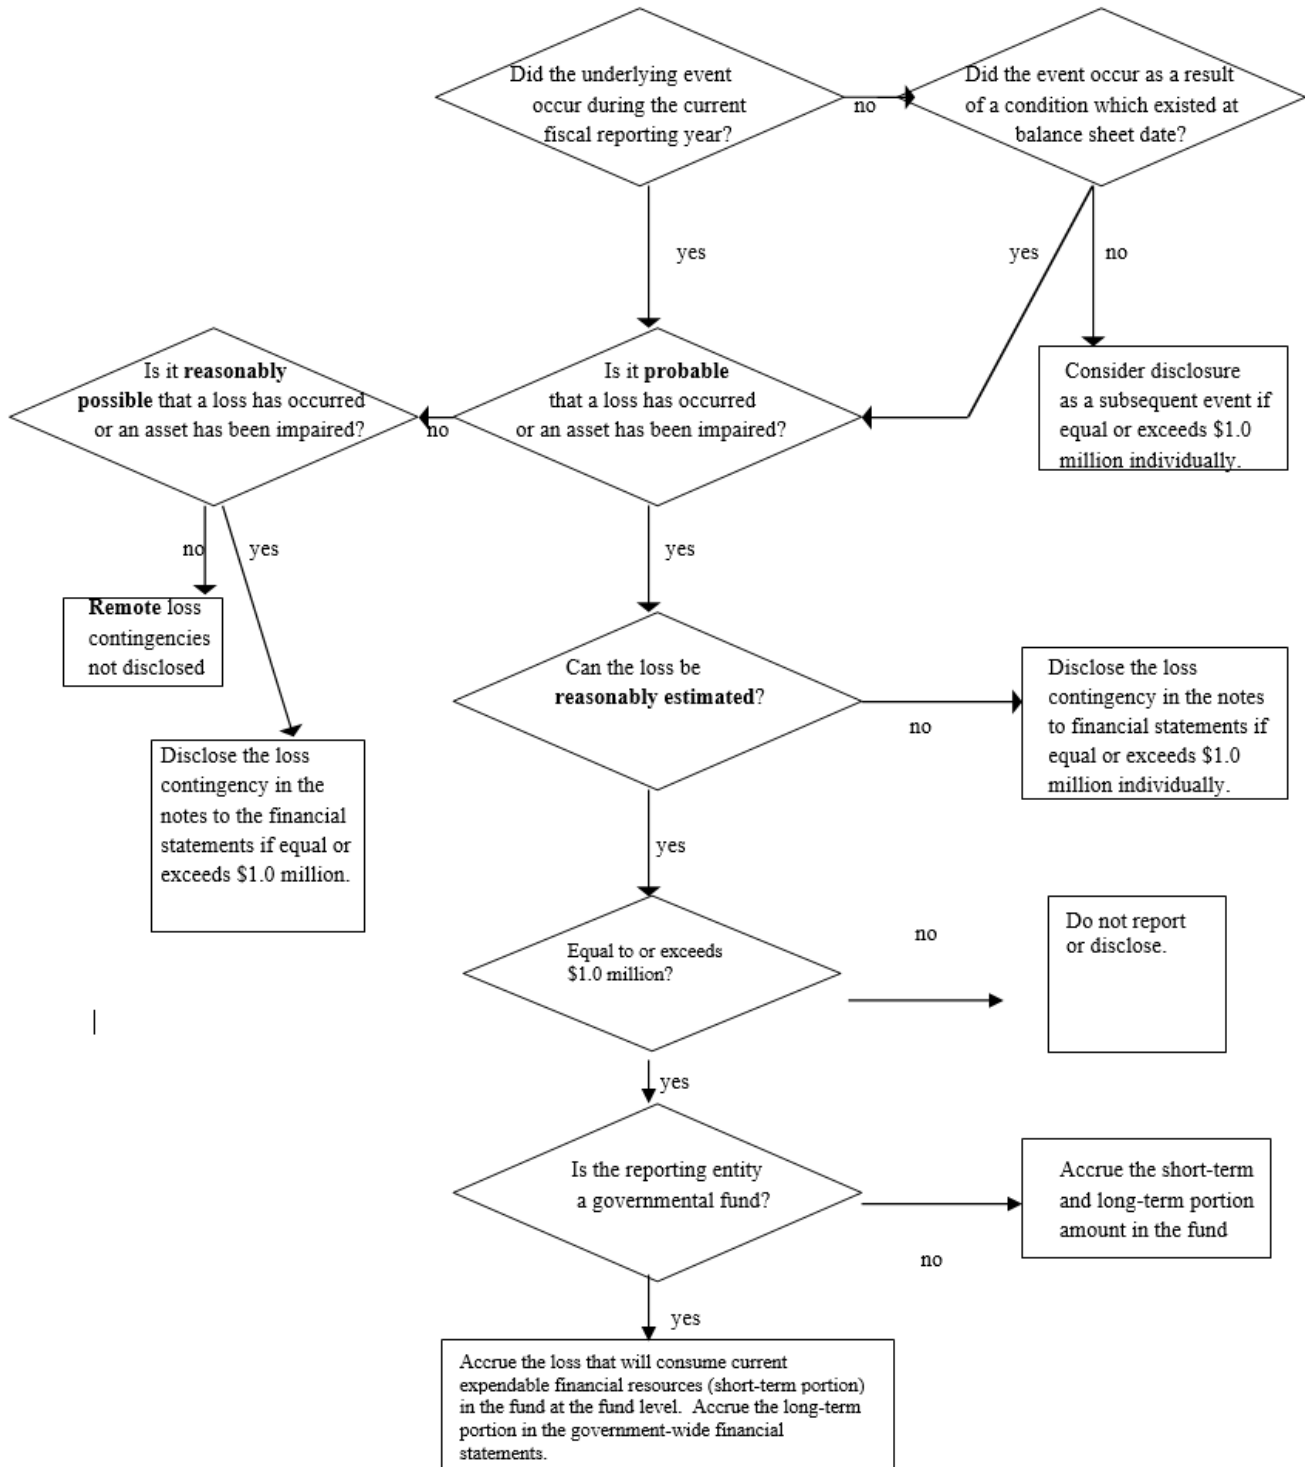 Did the underlying event
occur during the current
fiscal reporting year?
no
Did the event occur as a result
of a condition which existed at
balance sheet date?
yes
yes
no
Is it reasonably
possible that a loss has occurred
or an asset has been impaired?
no
Is it probable
that a loss has occurred
or an asset has been impaired?
Consider disclosure
as a subsequent event if
equal or exceeds $1.0
million individually.
no
yes
yes
Remote loss
contingencies
not disclosed
Can the loss be
reasonably estimated?
no
Disclose the loss
contingency in the notes
to financial statements if
equal or exceeds $1.0
million individually.
Disclose the loss
contingency in the
notes to the financial
statements if equal or
exceeds $1.0 million.
yes
Equal to or exceeds
$1.0 million?
no
Do not report
or disclose.
yes
Is the reporting entity
a governmental fund?
no
Accrue the short-term
and long-term portion
amount in the fund
yes
Accrue the loss that will consume current
expendable financial resources (short-term portion)
in the fund at the fund level.  Accrue the long-term
portion in the government-wide financial
statements.